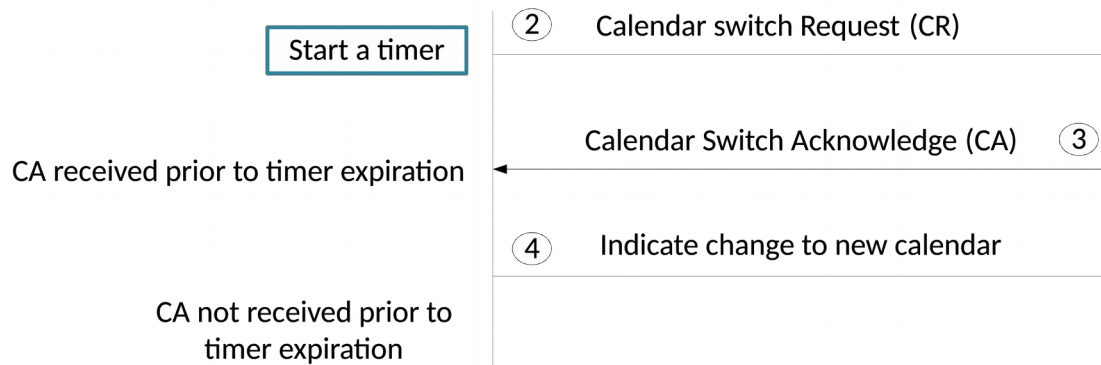 2 Calendar switch Request (CR)
Start a timer
Calendar Switch Acknowledge (CA) 3
CA received prior to timer expiration
4 Indicate change to new calendar
CA not received prior to
timer expiration